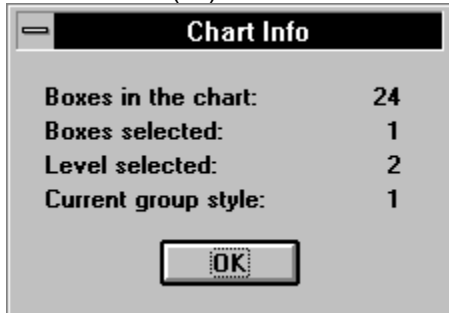 Chart Info
Boxes in the chart: 24
Boxes selected: 1
Level selected: 2
Current group style: 1
OK